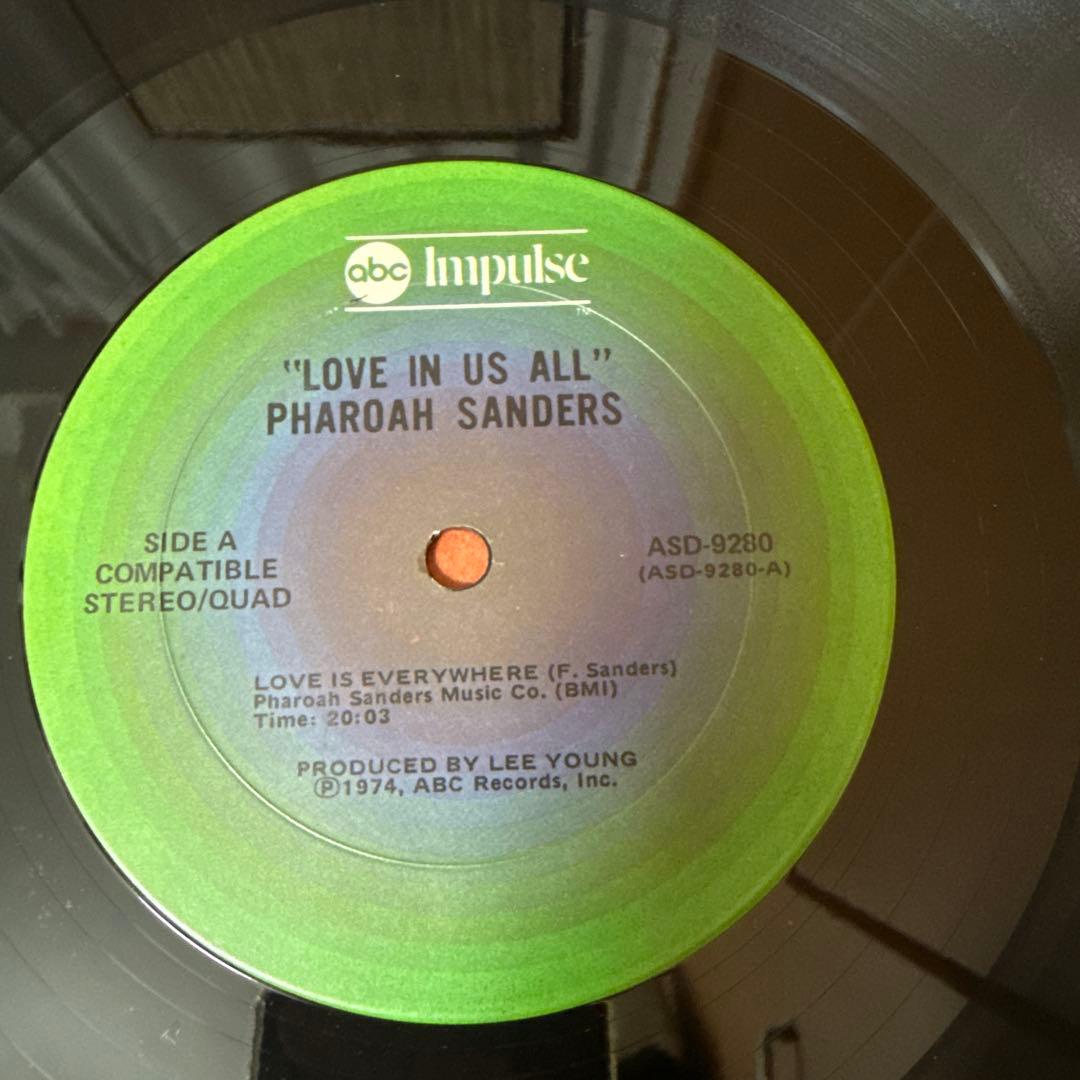 abc Impulse
TM
"LOVE IN US ALL"
PHAROAH SANDERS
SIDE A
COMPATIBLE
STEREO/QUAD
ASD-9280
(ASD-9280-A)
LOVE IS EVERYWHERE (F. Sanders)
Pharoah Sanders Music Co. (BMI)
Time: 20:03
PRODUCED BY LEE YOUNG
Ⓟ1974, ABC Records, Inc.